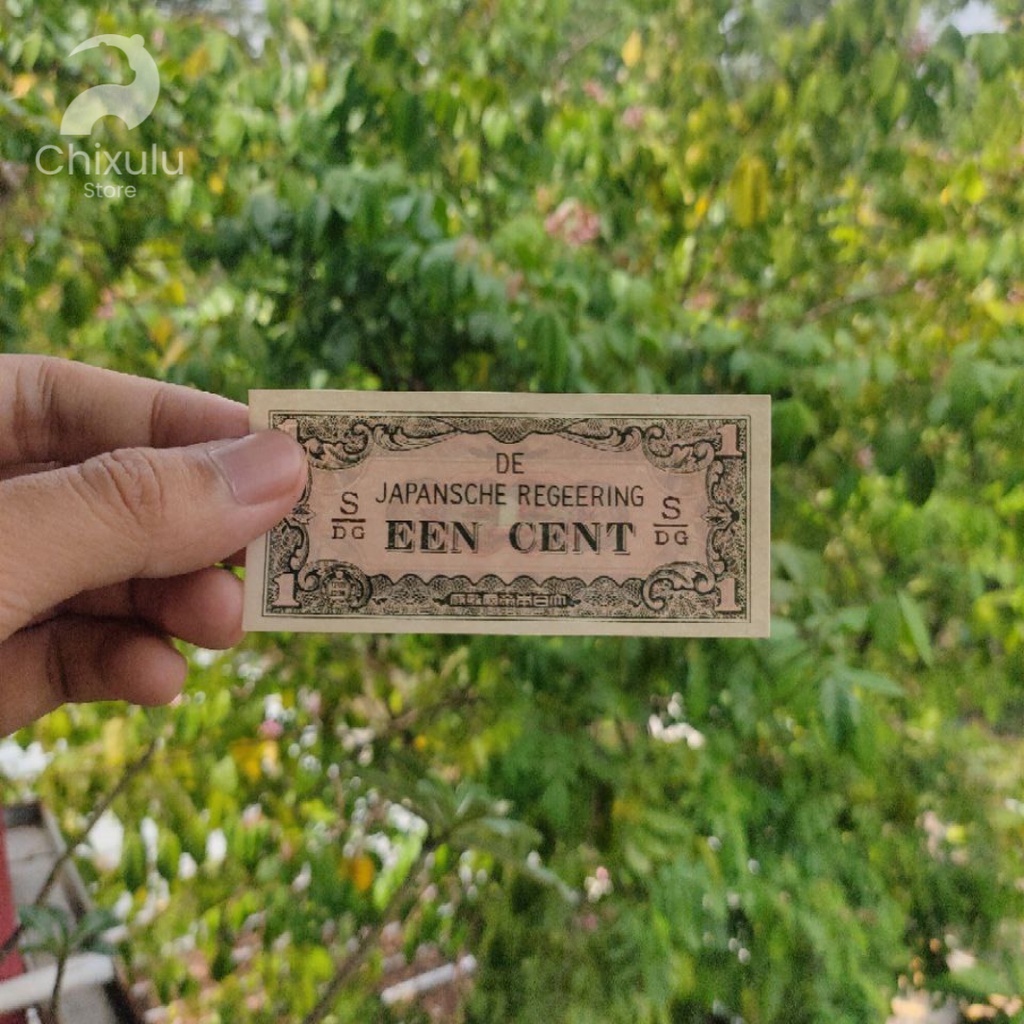 Chixulu
Store
1 1
DE
JAPANSCHE REGEERING
S S
DG DG
EEN CENT
1 1